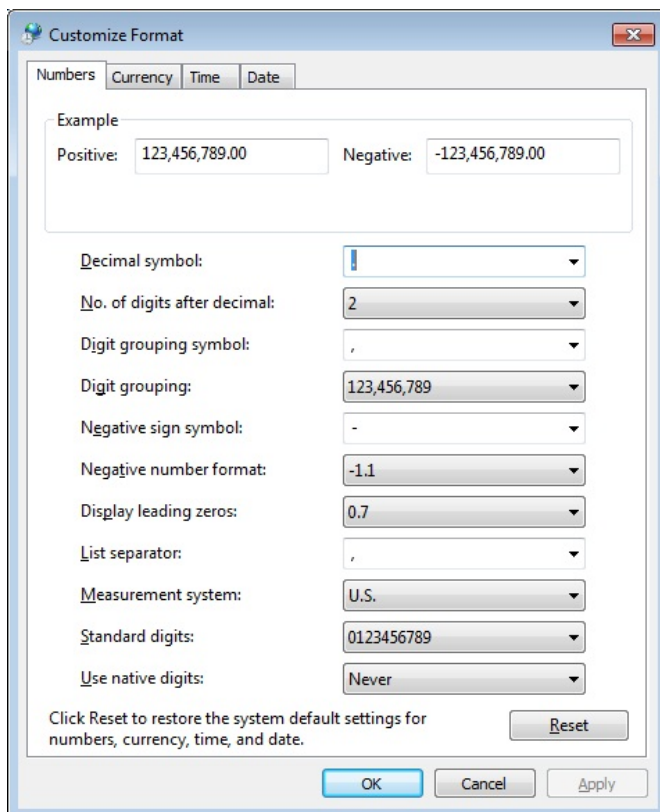 Customize Format
Numbers Currency Time Date
Example
Positive: 123,456,789.00 Negative: -123,456,789.00
Decimal symbol: .
No. of digits after decimal: 2
Digit grouping symbol: ,
Digit grouping: 123,456,789
Negative sign symbol: -
Negative number format: -1.1
Display leading zeros: 0.7
List separator: ,
Measurement system: U.S.
Standard digits: 0123456789
Use native digits: Never
Click Reset to restore the system default settings for
numbers, currency, time, and date.
Reset
OK Cancel Apply